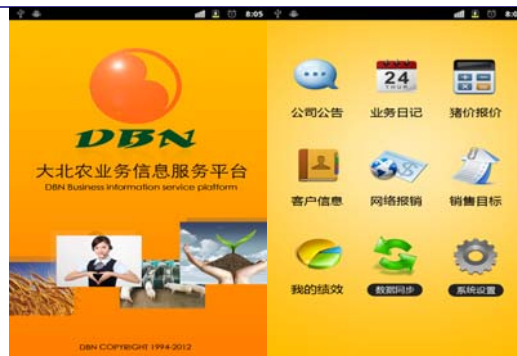 8:05
DBN
大北农业务信息服务平台
DBN Business information service platform
DBN COPYRIGHT 1994-2012
24
公司公告
业务日记
猪价报价
客户信息
网络报销
销售目标
我的绩效
数据同步
系统设置